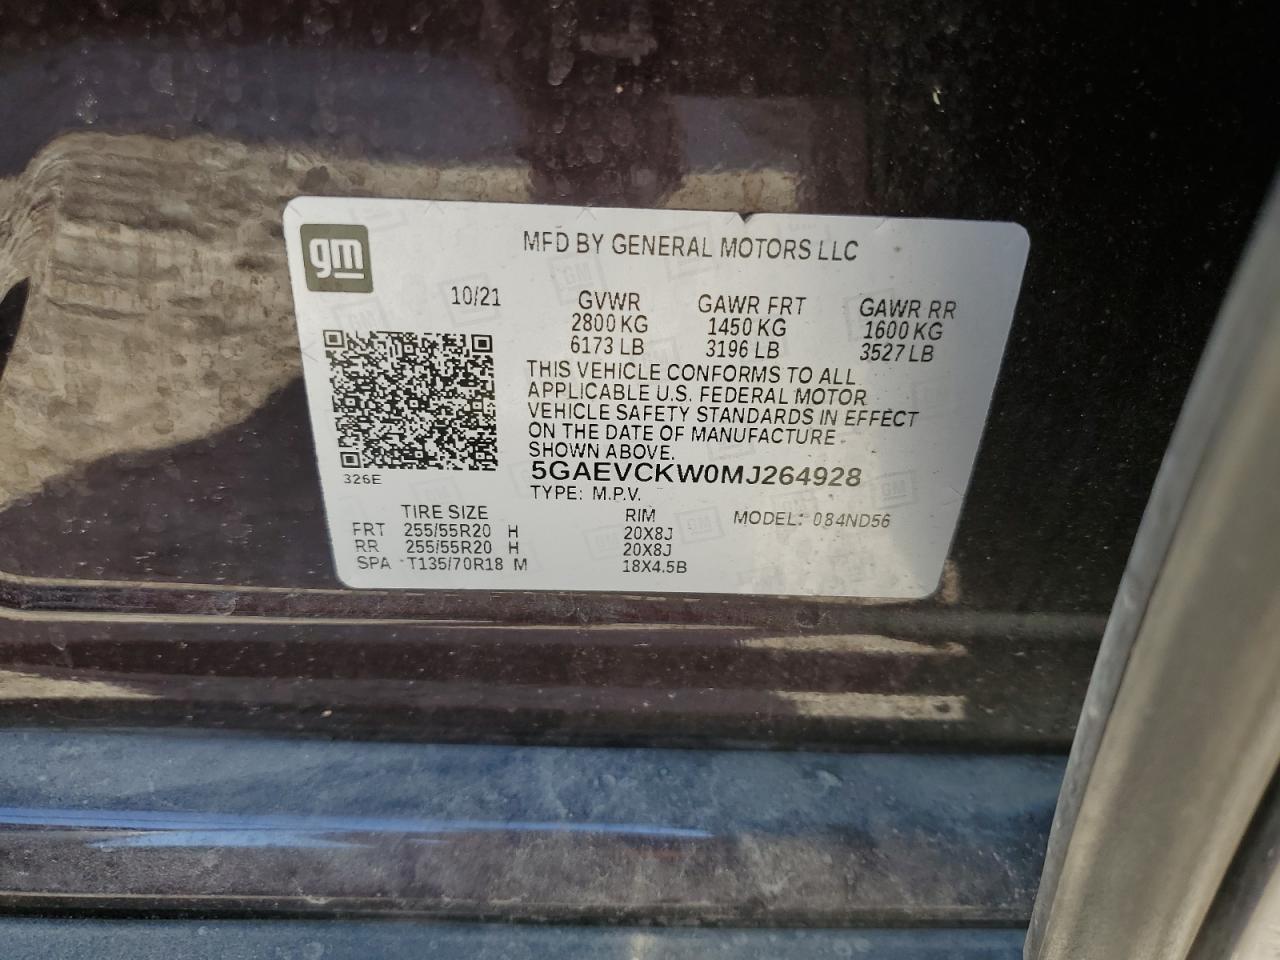 gm
MFD BY GENERAL MOTORS LLC
10/21
GVWR GAWR FRT GAWR RR
2800 KG 1450 KG 1600 KG
6173 LB 3196 LB 3527 LB
THIS VEHICLE CONFORMS TO ALL
APPLICABLE U.S. FEDERAL MOTOR
VEHICLE SAFETY STANDARDS IN EFFECT
ON THE DATE OF MANUFACTURE
SHOWN ABOVE.
326E
5GAEVCKW0MJ264928
TYPE: M.P.V.
TIRE SIZE RIM MODEL: 084ND56
FRT 255/55R20 H 20X8J
RR 255/55R20 H 20X8J
SPA T135/70R18 M 18X4.5B